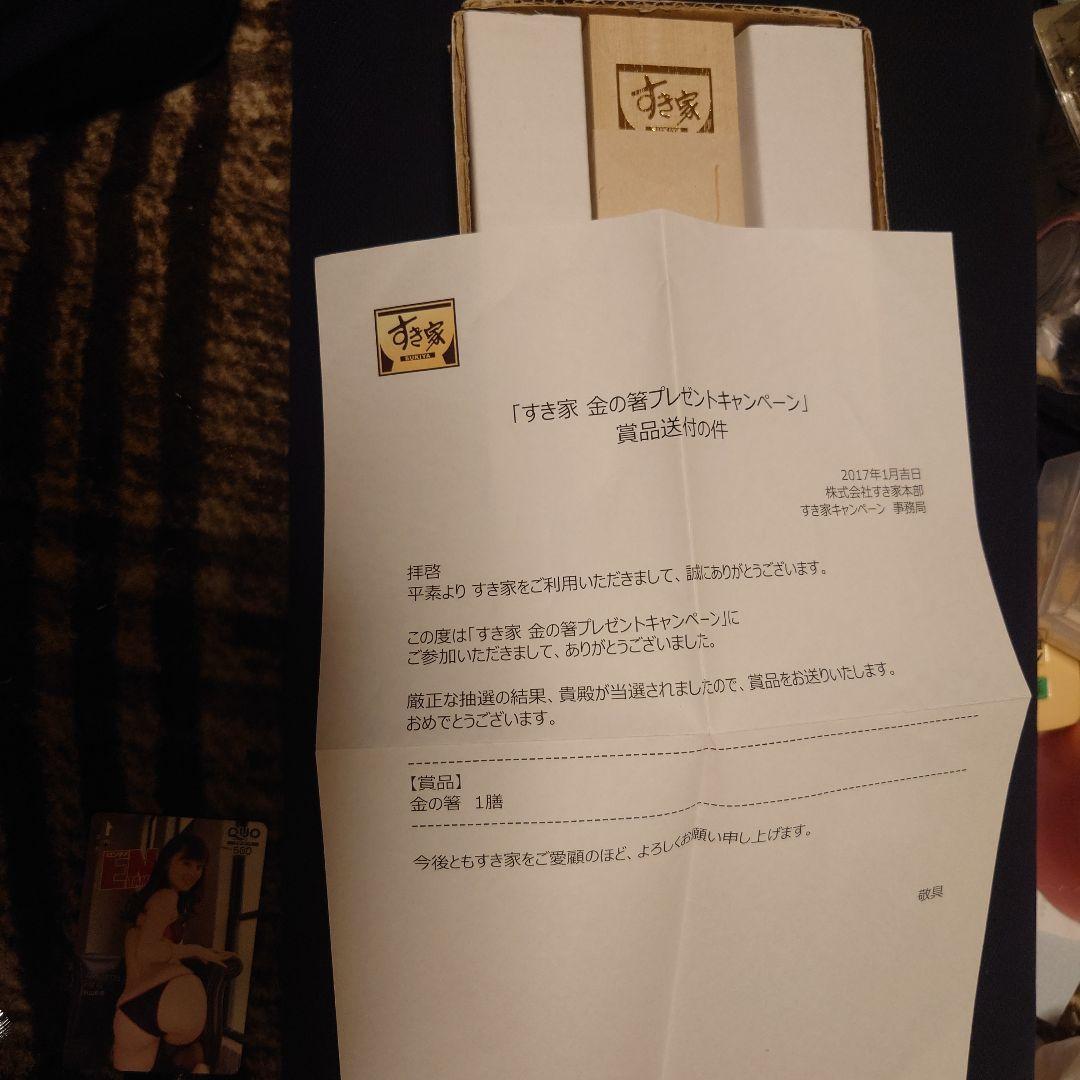 すき家
すき家
SUKIYA
「すき家 金の箸プレゼントキャンペーン」
賞品送付の件
2017年1月吉日
株式会社すき家本部
すき家キャンペーン 事務局
拝啓
平素より すき家をご利用いただきまして、誠にありがとうございます。
この度は「すき家 金の箸プレゼントキャンペーン」に
ご参加いただきまして、ありがとうございました。
厳正な抽選の結果、貴殿が当選されましたので、賞品をお送りいたします。
おめでとうございます。
【賞品】
金の箸 1膳
今後ともすき家をご愛顧のほど、よろしくお願い申し上げます。
敬具
QUO